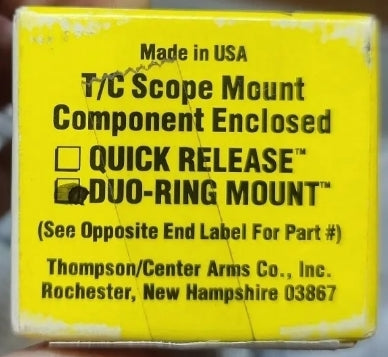 Made in USA
T/C Scope Mount
Component Enclosed
QUICK RELEASE™
DUO-RING MOUNT™
(See Opposite End Label For Part #)
Thompson/Center Arms Co., Inc.
Rochester, New Hampshire 03867